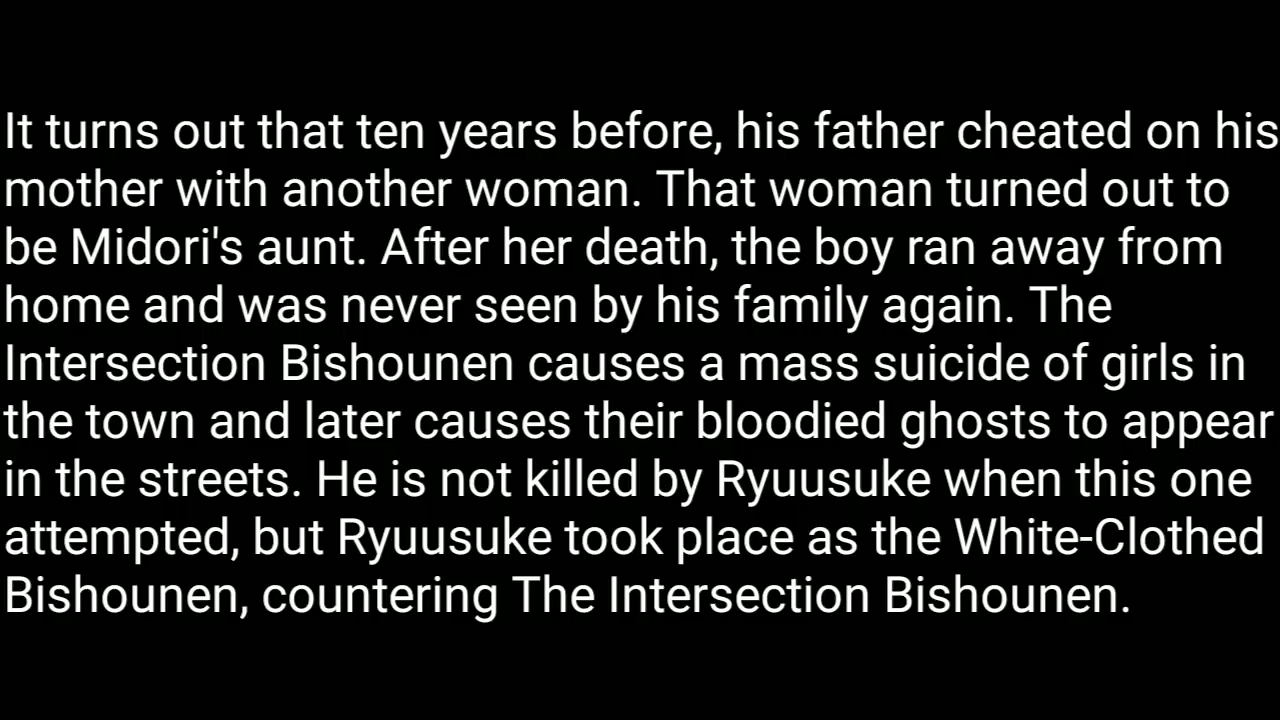 It turns out that ten years before, his father cheated on his
mother with another woman. That woman turned out to
be Midori's aunt. After her death, the boy ran away from
home and was never seen by his family again. The
Intersection Bishounen causes a mass suicide of girls in
the town and later causes their bloodied ghosts to appear
in the streets. He is not killed by Ryuusuke when this one
attempted, but Ryuusuke took place as the White-Clothed
Bishounen, countering The Intersection Bishounen.